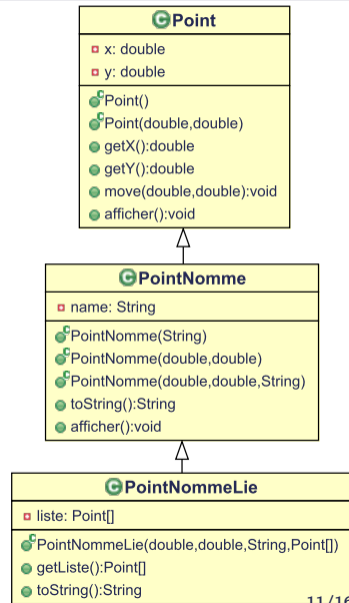 C Point
x: double
y: double
Point()
Point(double,double)
getX():double
getY():double
move(double,double):void
afficher():void
C PointNomme
name: String
PointNomme(String)
PointNomme(double,double)
PointNomme(double,double,String)
toString():String
afficher():void
C PointNommeLie
liste: Point[]
PointNommeLie(double,double,String,Point[])
getListe():Point[]
toString():String
11/16